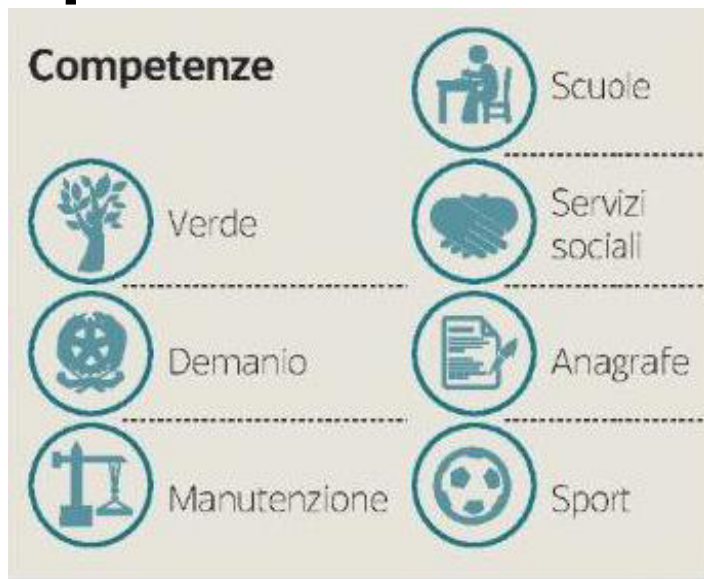 Competenze
Verde
Demanio
Manutenzione
Scuole
Servizi
sociali
Anagrafe
Sport